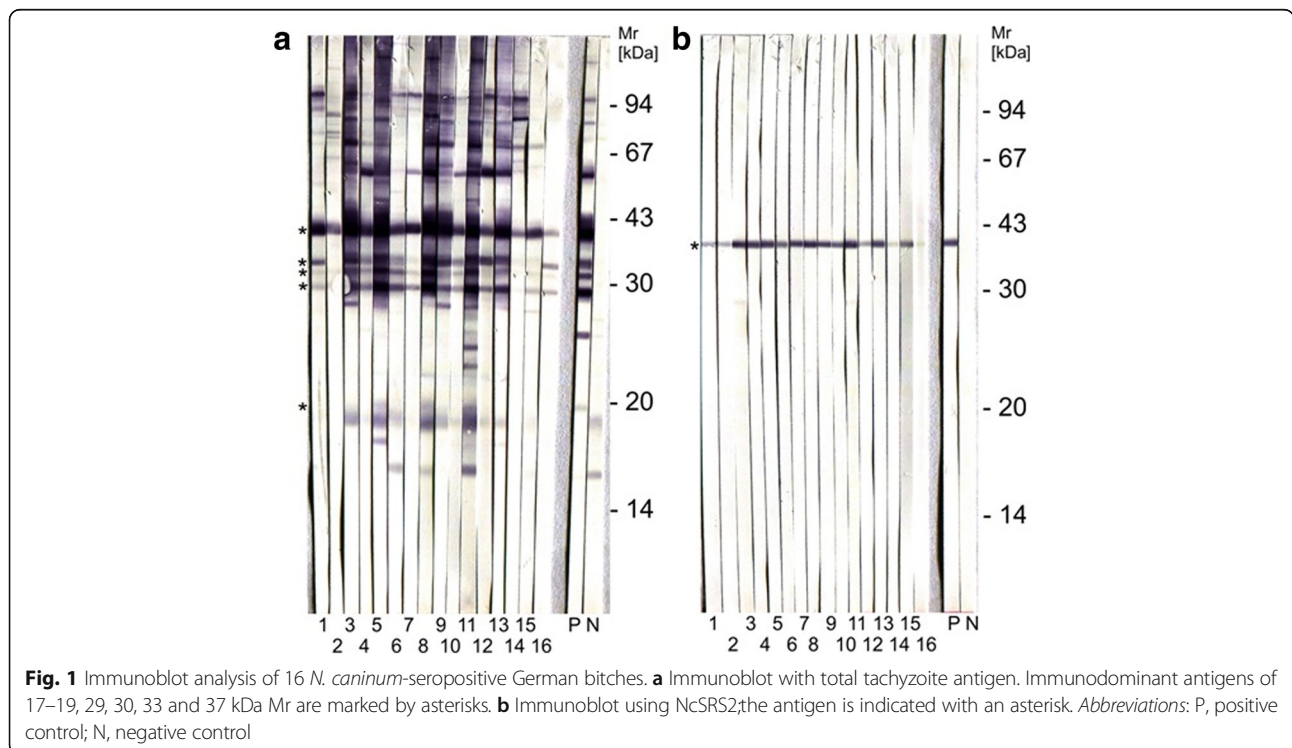 a
b
Mr
[kDa]
Mr
[kDa]
- 94
- 67
- 43
- 30
- 20
- 14
- 94
- 67
- 43
- 30
- 20
- 14
*
*
*
*
*
*
1 3 5 7 9 11 13 15 P N
2 4 6 8 10 12 14 16
1 3 5 7 9 11 13 15 P N
2 4 6 8 10 12 14 16
Fig. 1 Immunoblot analysis of 16 N. caninum-seropositive German bitches. a Immunoblot with total tachyzoite antigen. Immunodominant antigens of
17–19, 29, 30, 33 and 37 kDa Mr are marked by asterisks. b Immunoblot using NcSRS2;the antigen is indicated with an asterisk. Abbreviations: P, positive
control; N, negative control